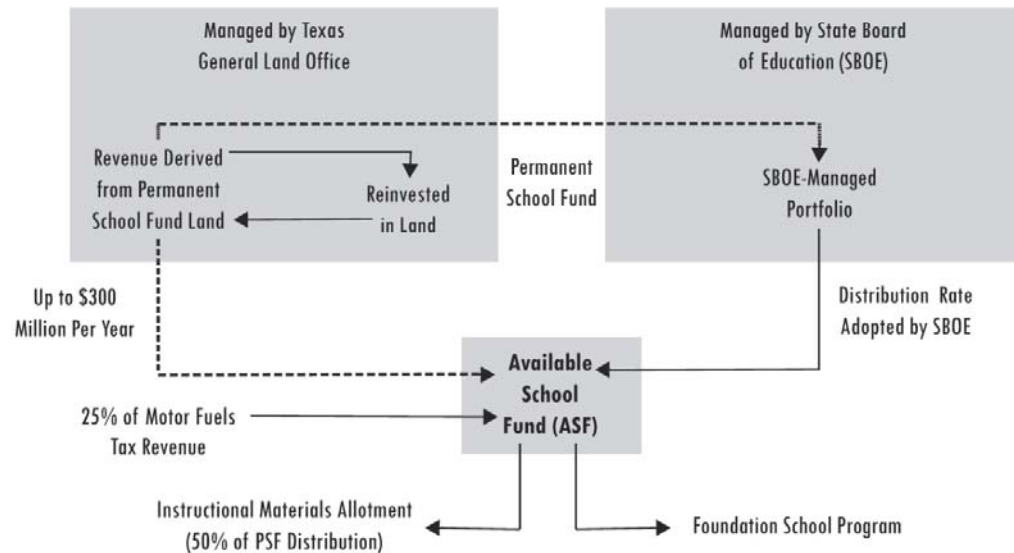 Managed by Texas
General Land Office
Managed by State Board
of Education (SBOE)
Revenue Derived
from Permanent
School Fund Land
Reinvested
in Land
Permanent
School Fund
SBOE-Managed
Portfolio
Up to $300
Million Per Year
Distribution Rate
Adopted by SBOE
Available
School
Fund (ASF)
25% of Motor Fuels
Tax Revenue
Instructional Materials Allotment
(50% of PSF Distribution)
Foundation School Program